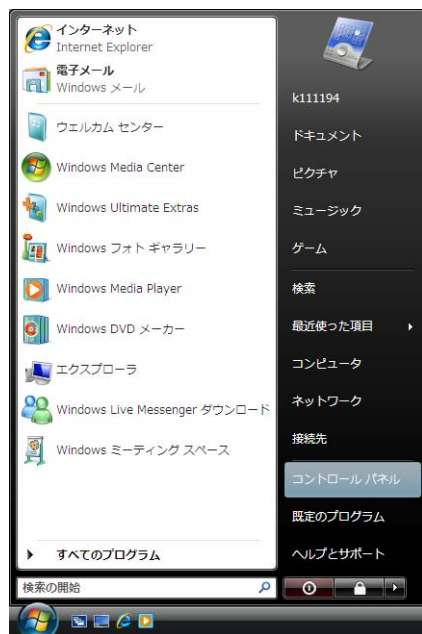 インターネット
Internet Explorer
電子メール
Windows メール
ウェルカム センター
Windows Media Center
Windows Ultimate Extras
Windows フォト ギャラリー
Windows Media Player
Windows DVD メーカー
エクスプローラ
Windows Live Messenger ダウンロード
Windows ミーティング スペース
すべてのプログラム
検索の開始
k111194
ドキュメント
ピクチャ
ミュージック
ゲーム
検索
最近使った項目
コンピュータ
ネットワーク
接続先
コントロール パネル
既定のプログラム
ヘルプとサポート